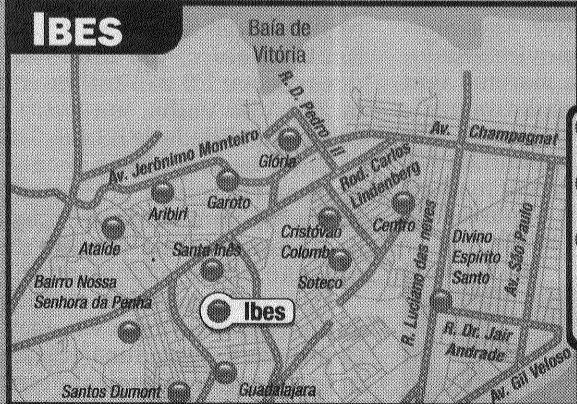 IBES
Baía de
Vitória
R. D. Pedro II
Av. Champagnat
Av. Jerônimo Monteiro
Glória
Rod. Carlos
Lindenberg
Aribiri
Garoto
Cristóvão
Colombo
Centro
Ataíde
Santa Inês
Soteco
R. Luciano das neves
Divino
Espírito
Santo
Av. São Paulo
Bairro Nossa
Senhora da Penha
Ibes
R. Dr. Jair
Andrade
Av. Gil Veloso
Santos Dumont
Guadalajara